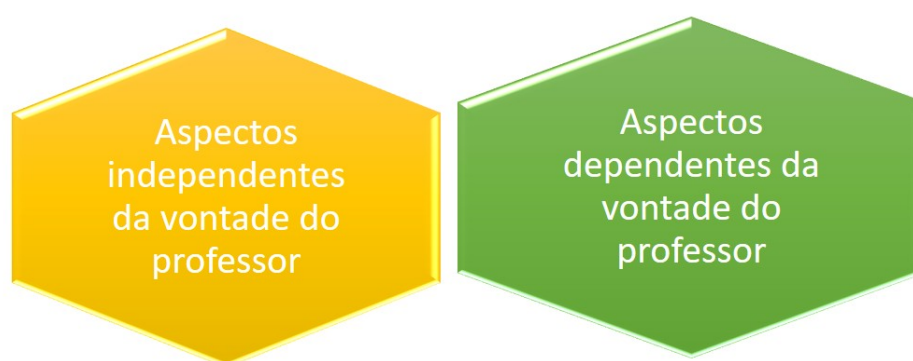 Aspectos
independentes
da vontade do
professor
Aspectos
dependentes da
vontade do
professor